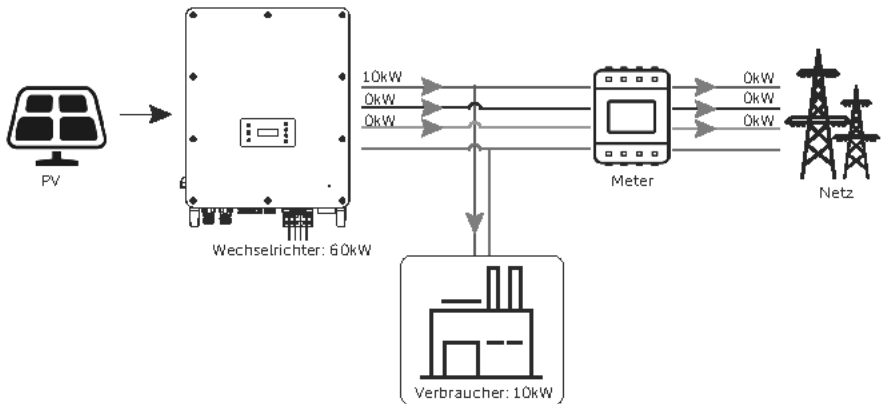 10kW
0kW
0kW
0kW
0kW
0kW
PV
Meter
Netz
Wechselrichter: 60kW
Verbraucher: 10kW